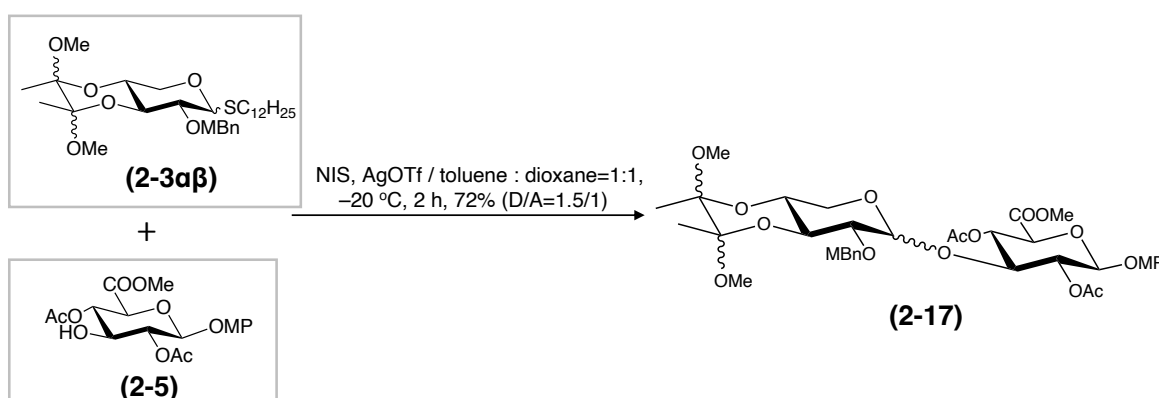 OMe
O
O
O
SC12H25
OMBn
OMe
(2-3αβ)
+
COOMe
AcO
O
HO
OMP
OAc
(2-5)
NIS, AgOTf / toluene : dioxane=1:1,
–20 ºC, 2 h, 72% (D/A=1.5/1)
OMe
O
O
O
MBnO
OMe
COOMe
AcO
O
O
OMP
OAc
(2-17)